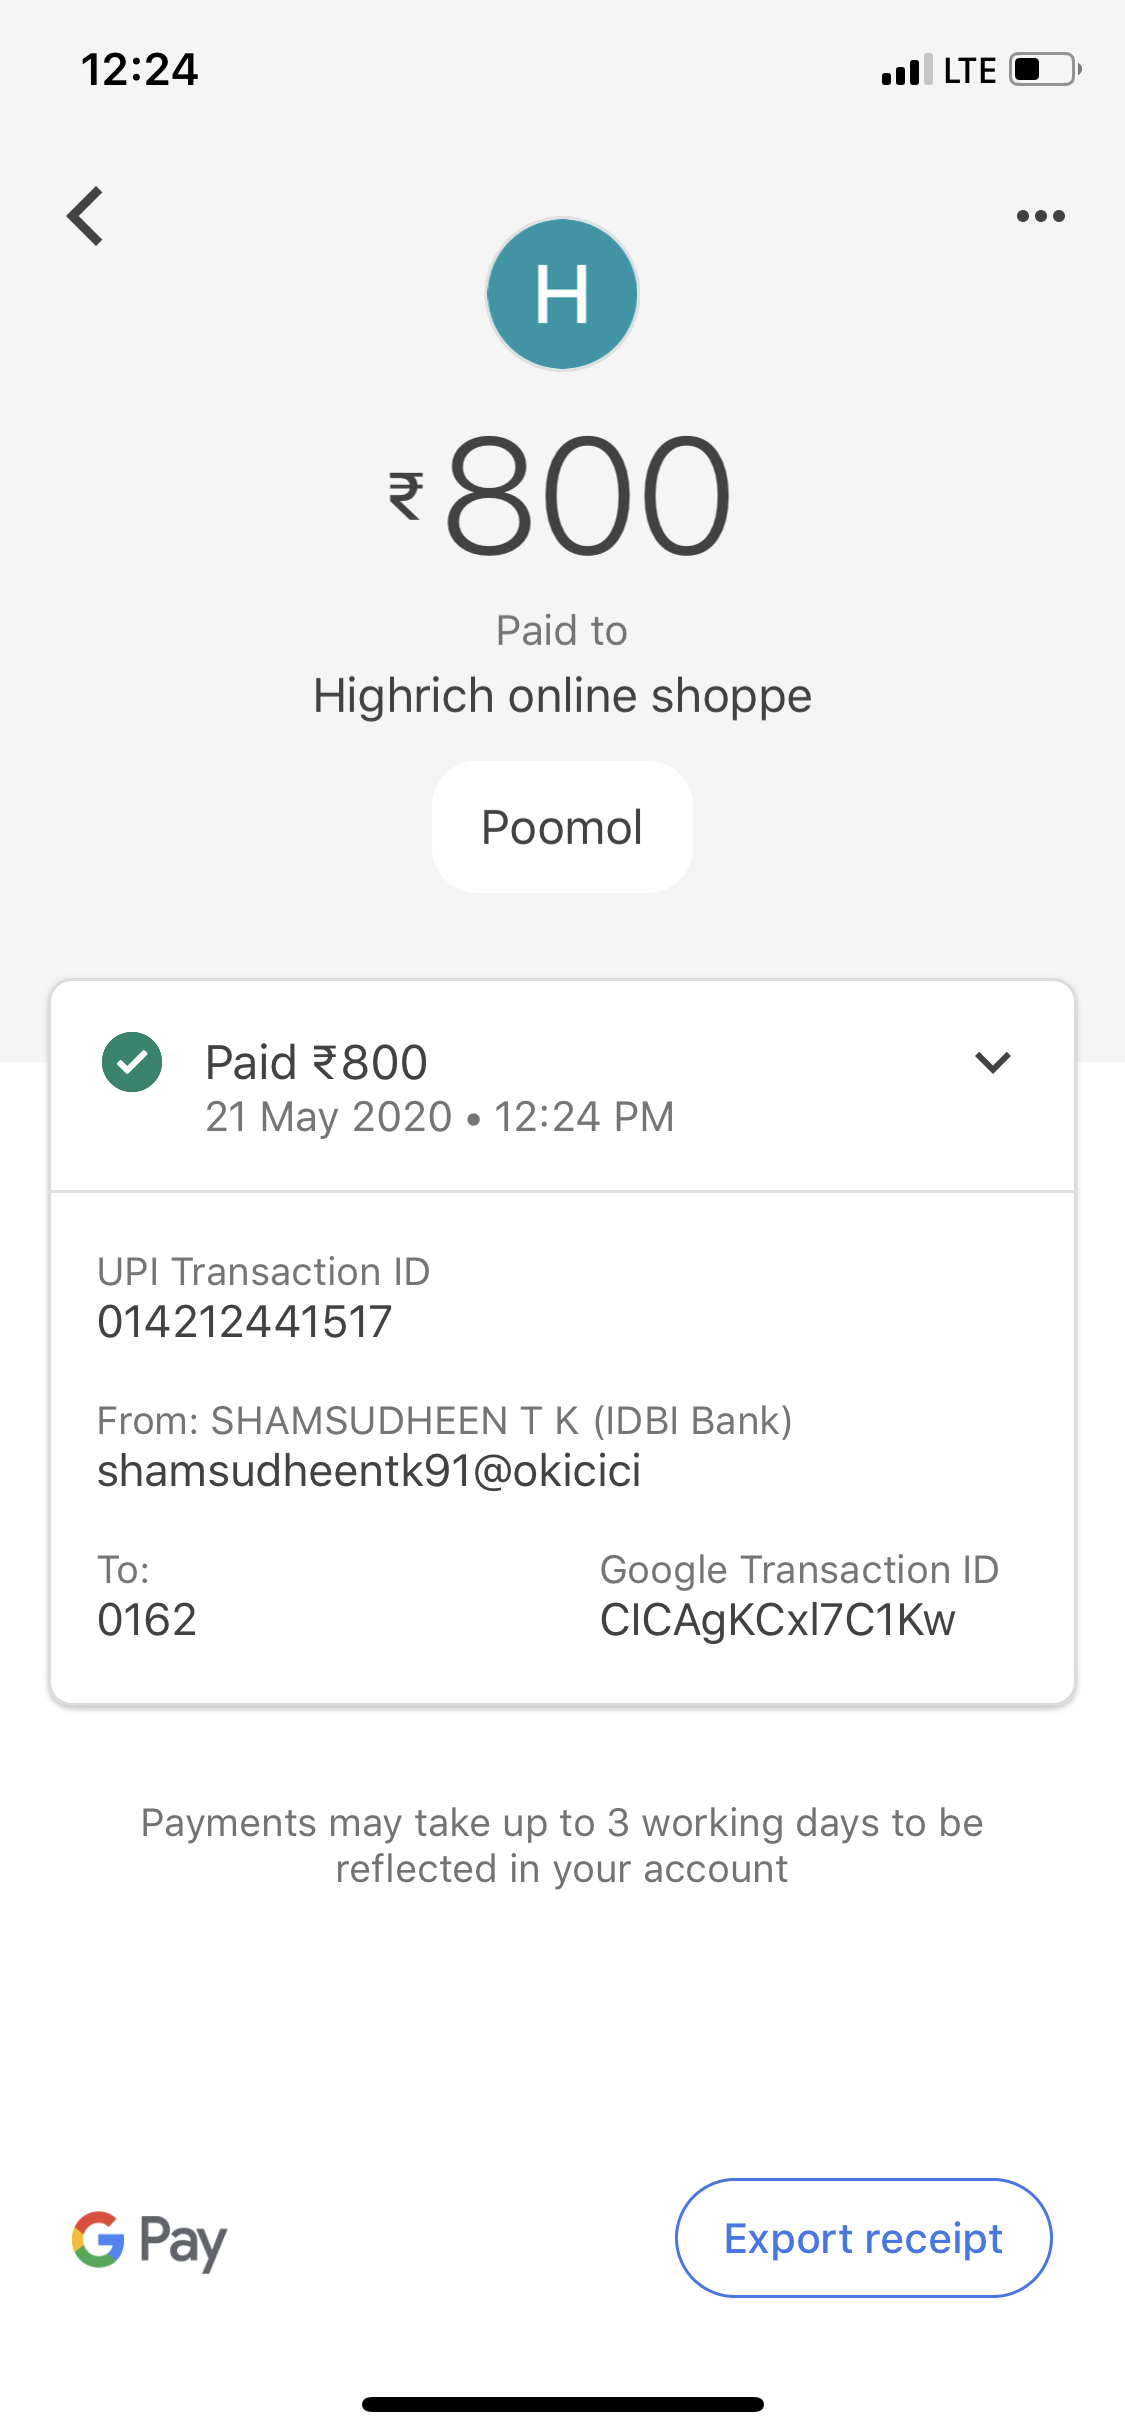 12:24
LTE
H
₹800
Paid to
Highrich online shoppe
Poomol
Paid ₹800
21 May 2020 • 12:24 PM
UPI Transaction ID
014212441517
From: SHAMSUDHEEN T K (IDBI Bank)
shamsudheentk91@okicici
To:
0162
Google Transaction ID
CICAgKCxl7C1Kw
Payments may take up to 3 working days to be
reflected in your account
G Pay
Export receipt